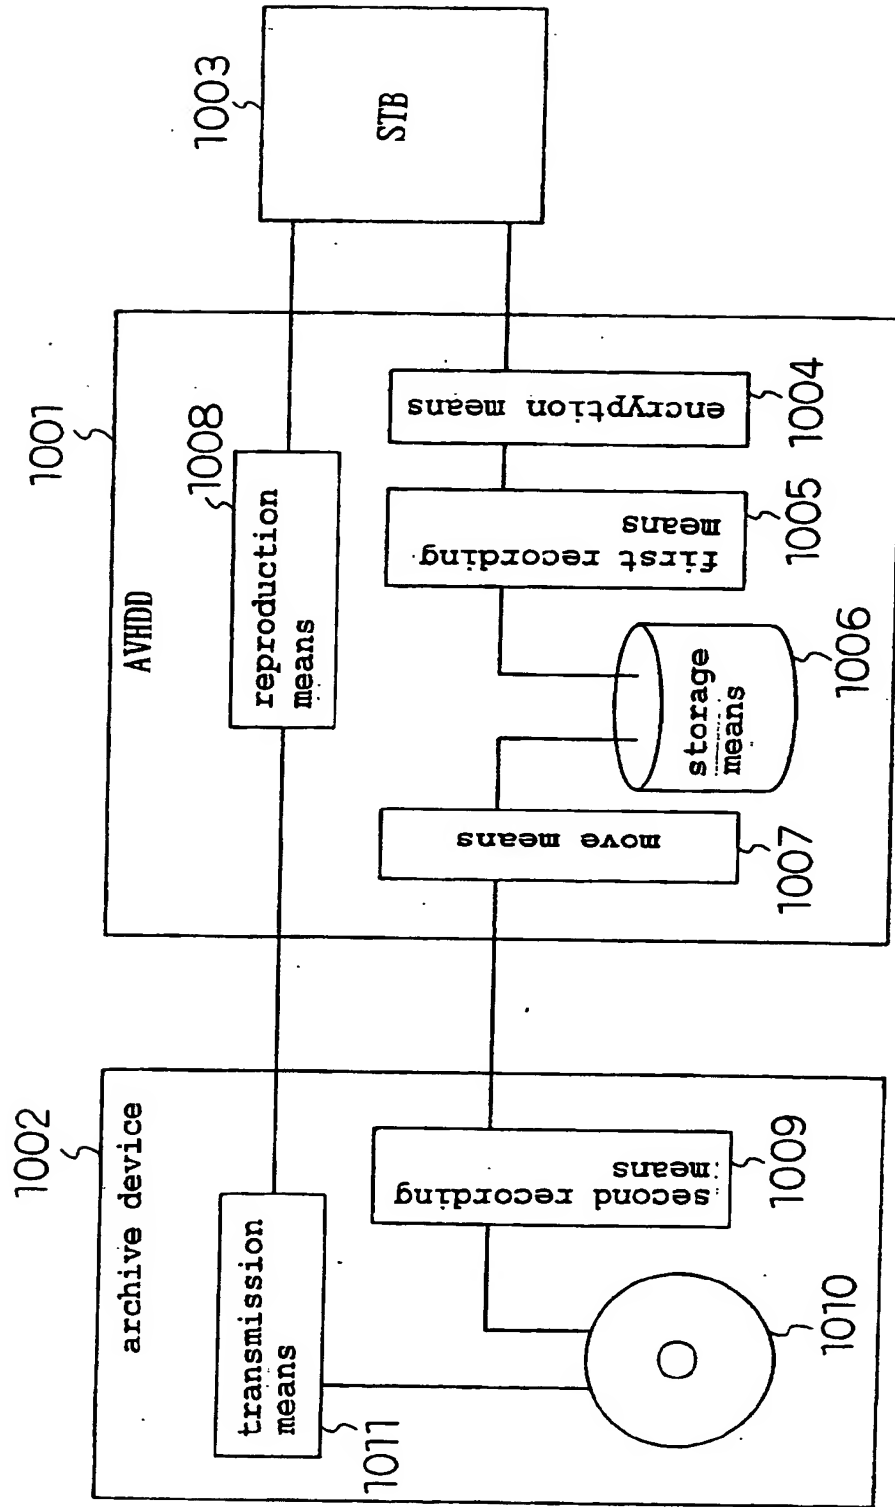 1002
archive device
transmission
means
1011
second recording
means
1009
1010
1001
AVHDD
reproduction
means
1008
move means
1007
storage
means
1006
first recording
means
1005
encryption means
1004
1003
STB